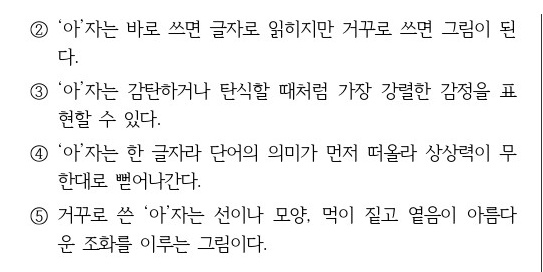 ② ‘아’자는 바로 쓰면 글자로 읽히지만 거꾸로 쓰면 그림이 된
다.
③ ‘아’자는 감탄하거나 탄식할 때처럼 가장 강렬한 감정을 표
현할 수 있다.
④ ‘아’자는 한 글자라 단어의 의미가 먼저 떠올라 상상력이 무
한대로 뻗어나간다.
⑤ 거꾸로 쓴 ‘아’자는 선이나 모양, 먹이 짙고 옅음이 아름다
운 조화를 이루는 그림이다.